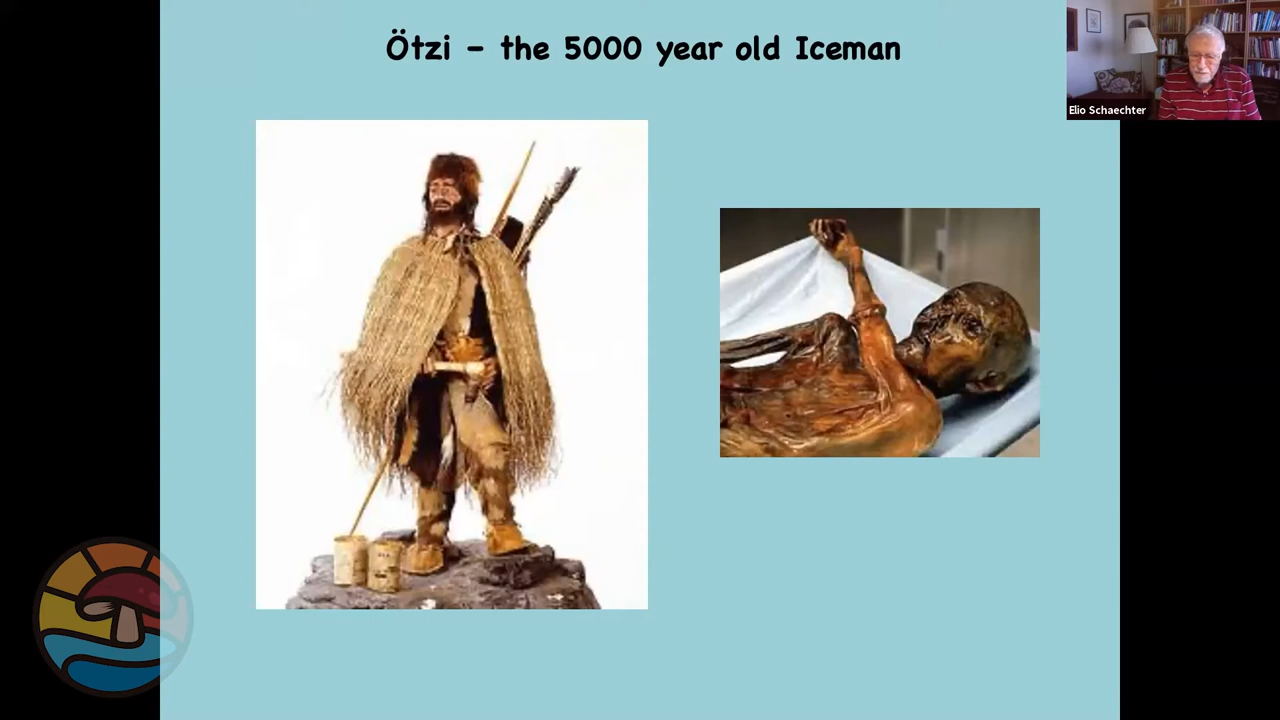 Ötzi – the 5000 year old Iceman
Elio Schaechter